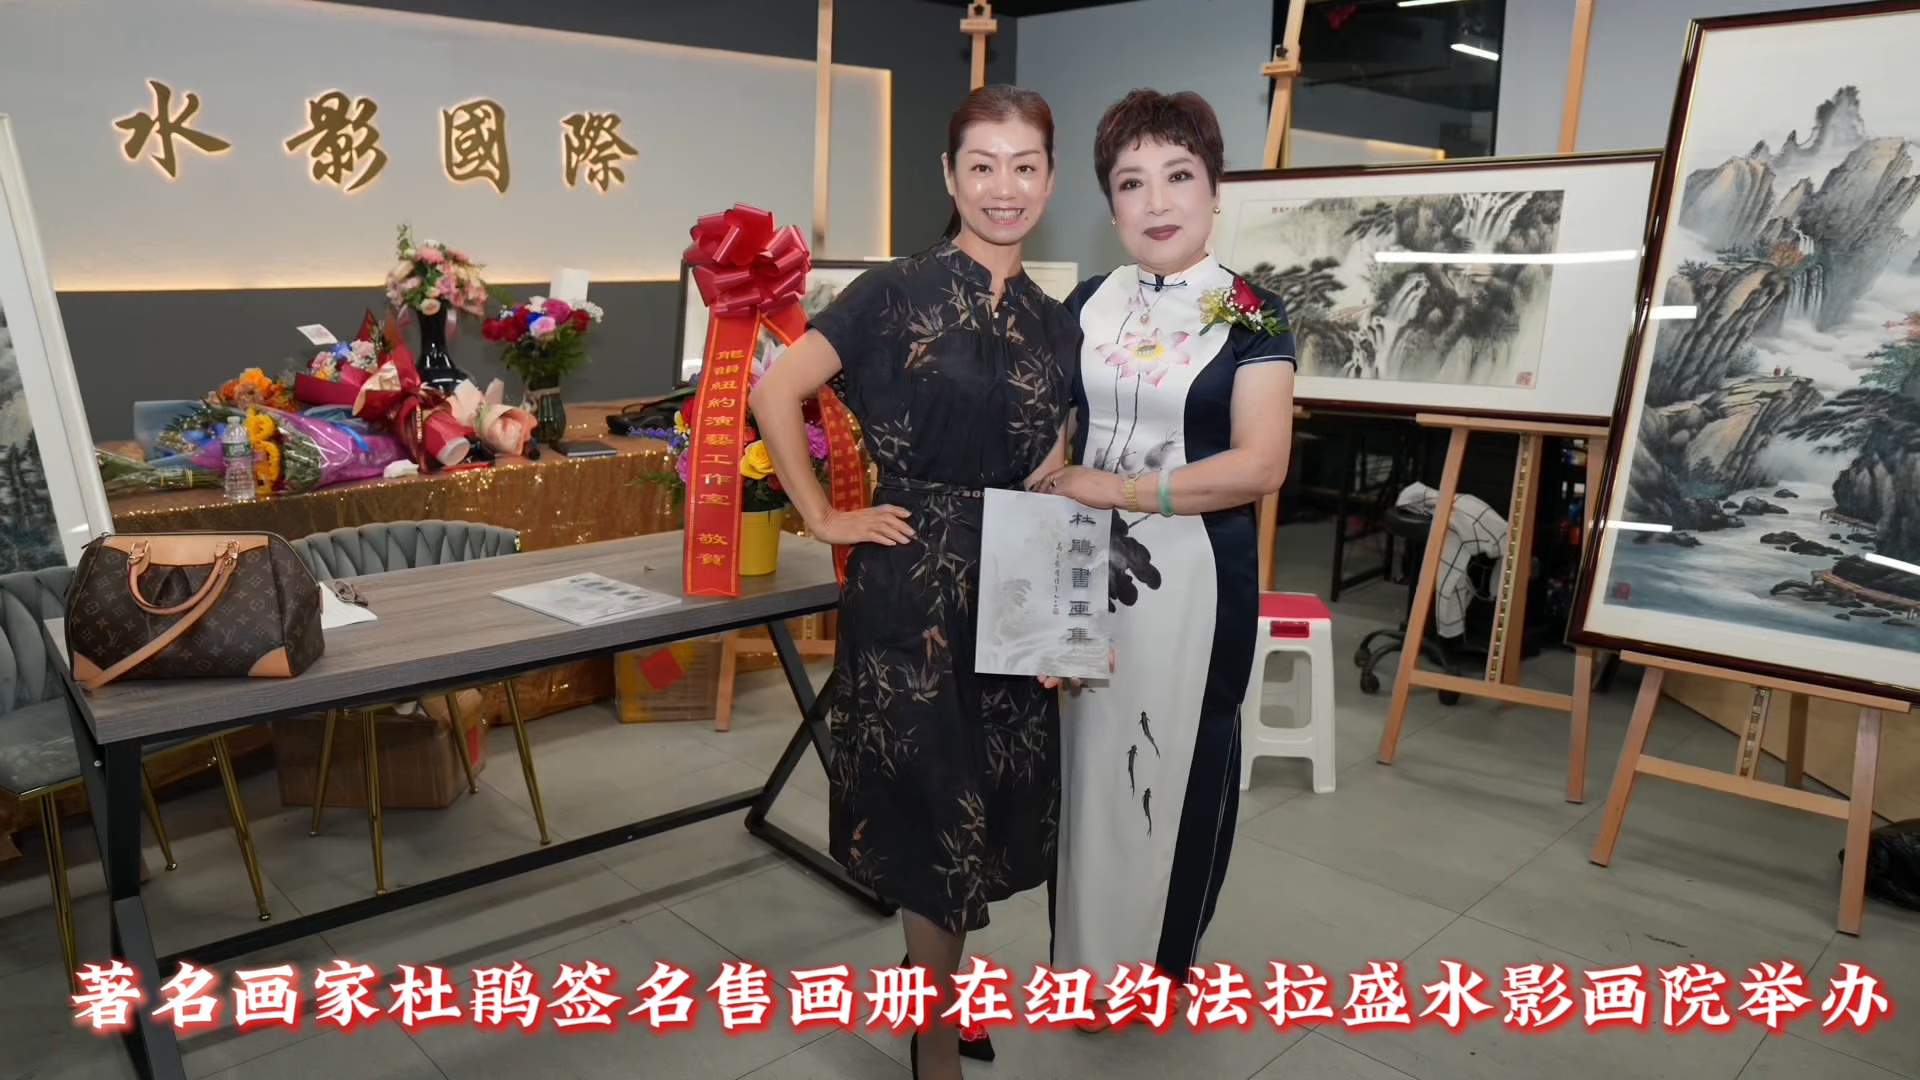 水影國際
龍韻紐約演藝工作室 敬賀
杜鵑書画集
著名画家杜鹃签名售画册在纽约法拉盛水影画院举办